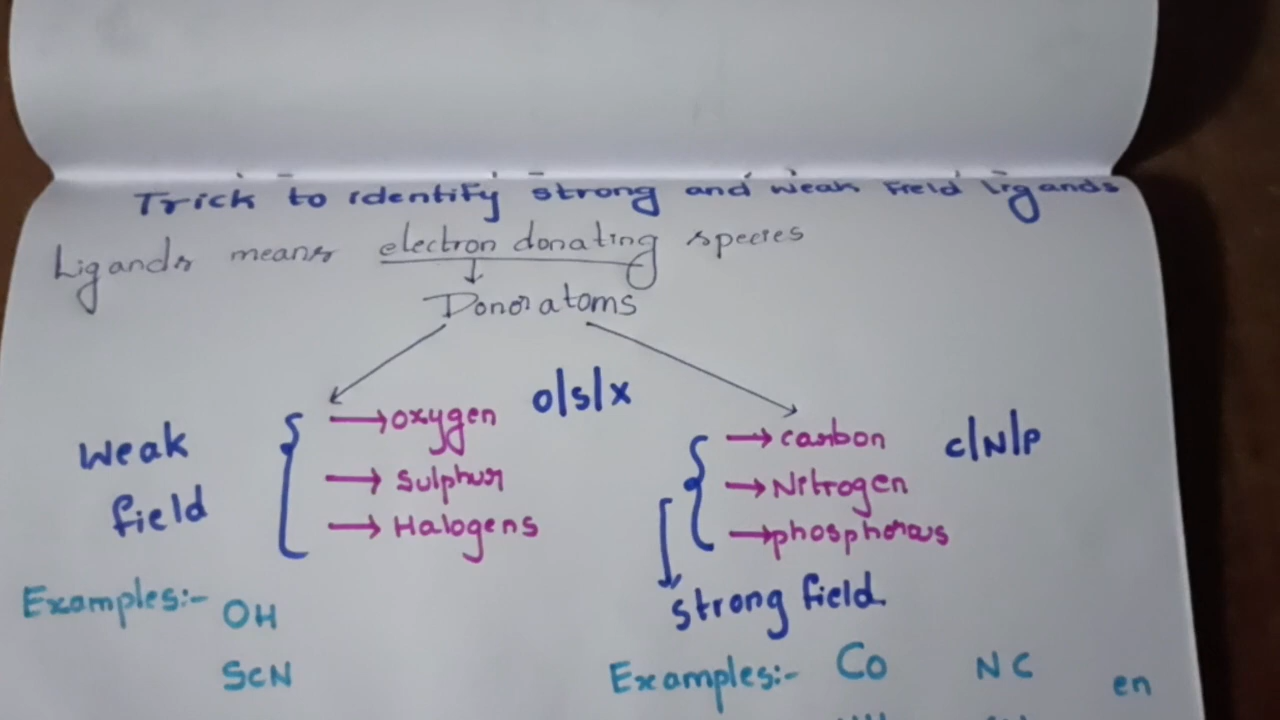 Trick to identify strong and weak field ligands
Ligands means electron donating species
Donor atoms
O/S/X
Weak field
→ oxygen
→ Sulphur
→ Halogens
→ carbon
→ Nitrogen
→ phosphorous
C/N/P
strong field
Examples:- OH
SCN
Examples:- CO NC en